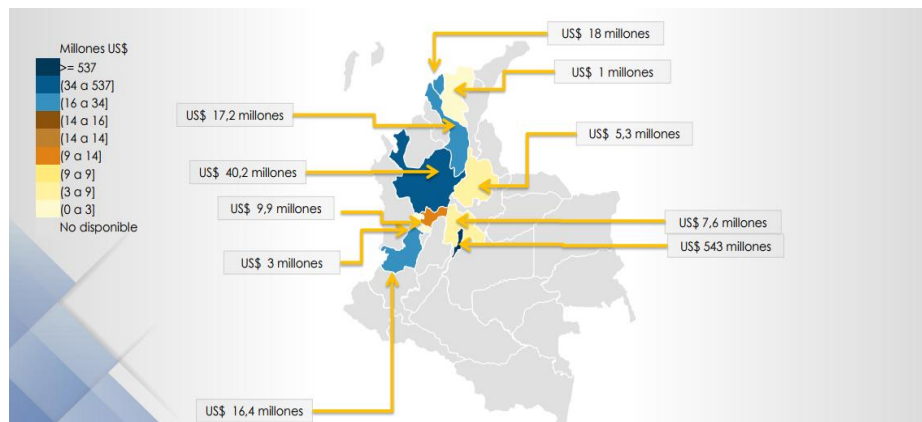 Millones US$
>= 537
(34 a 537]
(16 a 34]
(14 a 16]
(14 a 14]
(9 a 14]
(9 a 9]
(3 a 9]
(0 a 3]
No disponible
US$ 18 millones
US$ 1 millones
US$ 17,2 millones
US$ 5,3 millones
US$ 40,2 millones
US$ 9,9 millones
US$ 7,6 millones
US$ 543 millones
US$ 3 millones
US$ 16,4 millones